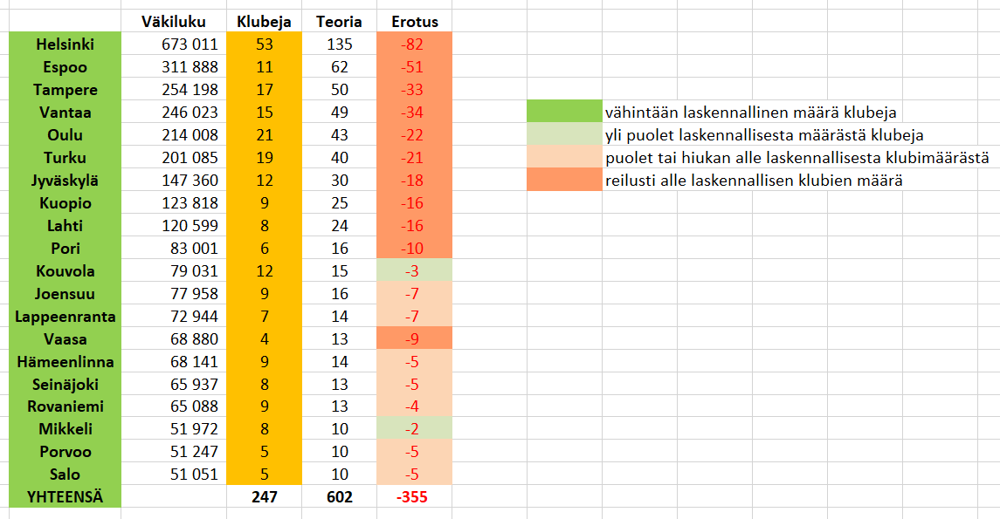 Väkiluku Klubeja Teoria Erotus
Helsinki 673 011 53 135 -82
Espoo 311 888 11 62 -51
Tampere 254 198 17 50 -33
Vantaa 246 023 15 49 -34 vähintään laskennallinen määrä klubeja
Oulu 214 008 21 43 -22 yli puolet laskennallisesta määrästä klubeja
Turku 201 085 19 40 -21 puolet tai hiukan alle laskennallisesta klubimäärästä
Jyväskylä 147 360 12 30 -18 reilusti alle laskennallisen klubien määrä
Kuopio 123 818 9 25 -16
Lahti 120 599 8 24 -16
Pori 83 001 6 16 -10
Kouvola 79 031 12 15 -3
Joensuu 77 958 9 16 -7
Lappeenranta 72 944 7 14 -7
Vaasa 68 880 4 13 -9
Hämeenlinna 68 141 9 14 -5
Seinäjoki 65 937 8 13 -5
Rovaniemi 65 088 9 13 -4
Mikkeli 51 972 8 10 -2
Porvoo 51 247 5 10 -5
Salo 51 051 5 10 -5
YHTEENSÄ 247 602 -355